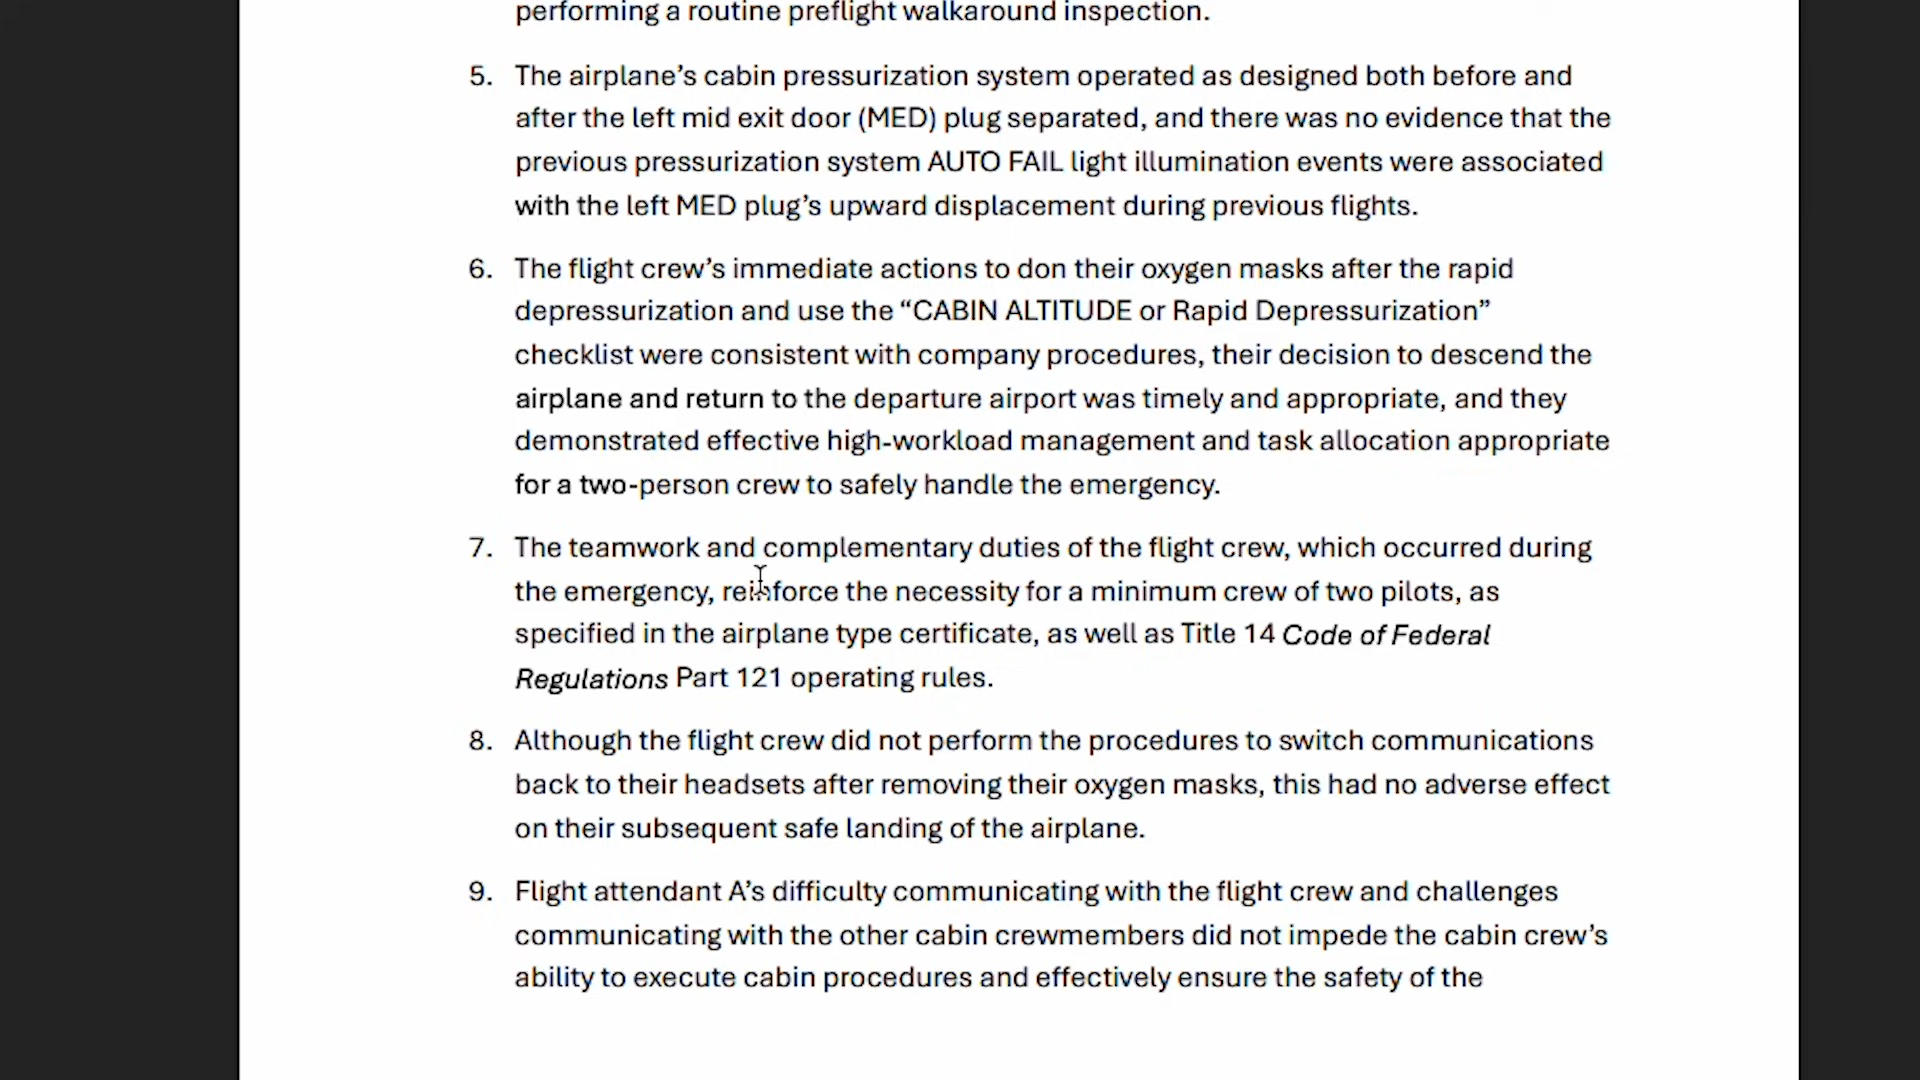 performing a routine preflight walkaround inspection.
5. The airplane’s cabin pressurization system operated as designed both before and
after the left mid exit door (MED) plug separated, and there was no evidence that the
previous pressurization system AUTO FAIL light illumination events were associated
with the left MED plug’s upward displacement during previous flights.
6. The flight crew’s immediate actions to don their oxygen masks after the rapid
depressurization and use the “CABIN ALTITUDE or Rapid Depressurization”
checklist were consistent with company procedures, their decision to descend the
airplane and return to the departure airport was timely and appropriate, and they
demonstrated effective high-workload management and task allocation appropriate
for a two-person crew to safely handle the emergency.
7. The teamwork and complementary duties of the flight crew, which occurred during
the emergency, reinforce the necessity for a minimum crew of two pilots, as
specified in the airplane type certificate, as well as Title 14 Code of Federal
Regulations Part 121 operating rules.
8. Although the flight crew did not perform the procedures to switch communications
back to their headsets after removing their oxygen masks, this had no adverse effect
on their subsequent safe landing of the airplane.
9. Flight attendant A’s difficulty communicating with the flight crew and challenges
communicating with the other cabin crewmembers did not impede the cabin crew’s
ability to execute cabin procedures and effectively ensure the safety of the